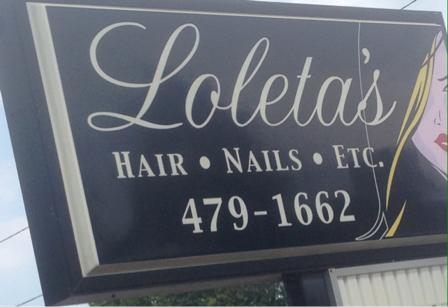 Loleta's
HAIR • NAILS • ETC.
479-1662